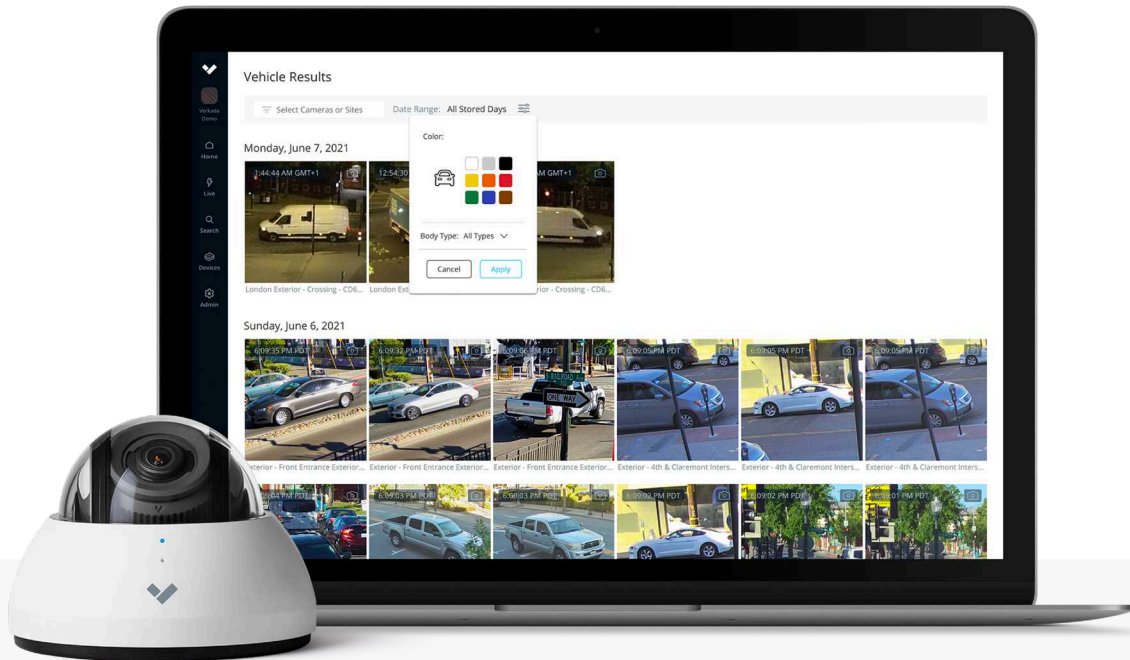 Vehicle Results
Verkada
Demo
Select Cameras or Sites
Date Range: All Stored Days
Color:
Home
Monday, June 7, 2021
1:44:44 AM GMT+1
12:54:30
AM GMT+1
Live
Search
Body Type: All Types
Devices
Cancel
Apply
London Exterior - Crossing - CD6...
London Ext
rior - Crossing - CD6...
Admin
Sunday, June 6, 2021
6:09:35 PM PDT
6:09:32 PM PDT
6:09:06 PM PDT
6:09:05 PM PDT
6:09:05 PM PDT
6:09:05 PM PDT
RAILROAD
ONE WAY
xterior - Front Entrance Exterior...
Exterior - Front Entrance Exterior...
Exterior - Front Entrance Exterior...
Exterior - 4th & Claremont Inters...
Exterior - 4th & Claremont Inters...
Exterior - 4th & Claremont Inters...
:09:04 PM PDT
6:09:03 PM PDT
6:09:03 PM PDT
6:09:02 PM PDT
6:09:02 PM PDT
6:09:01 PM PDT